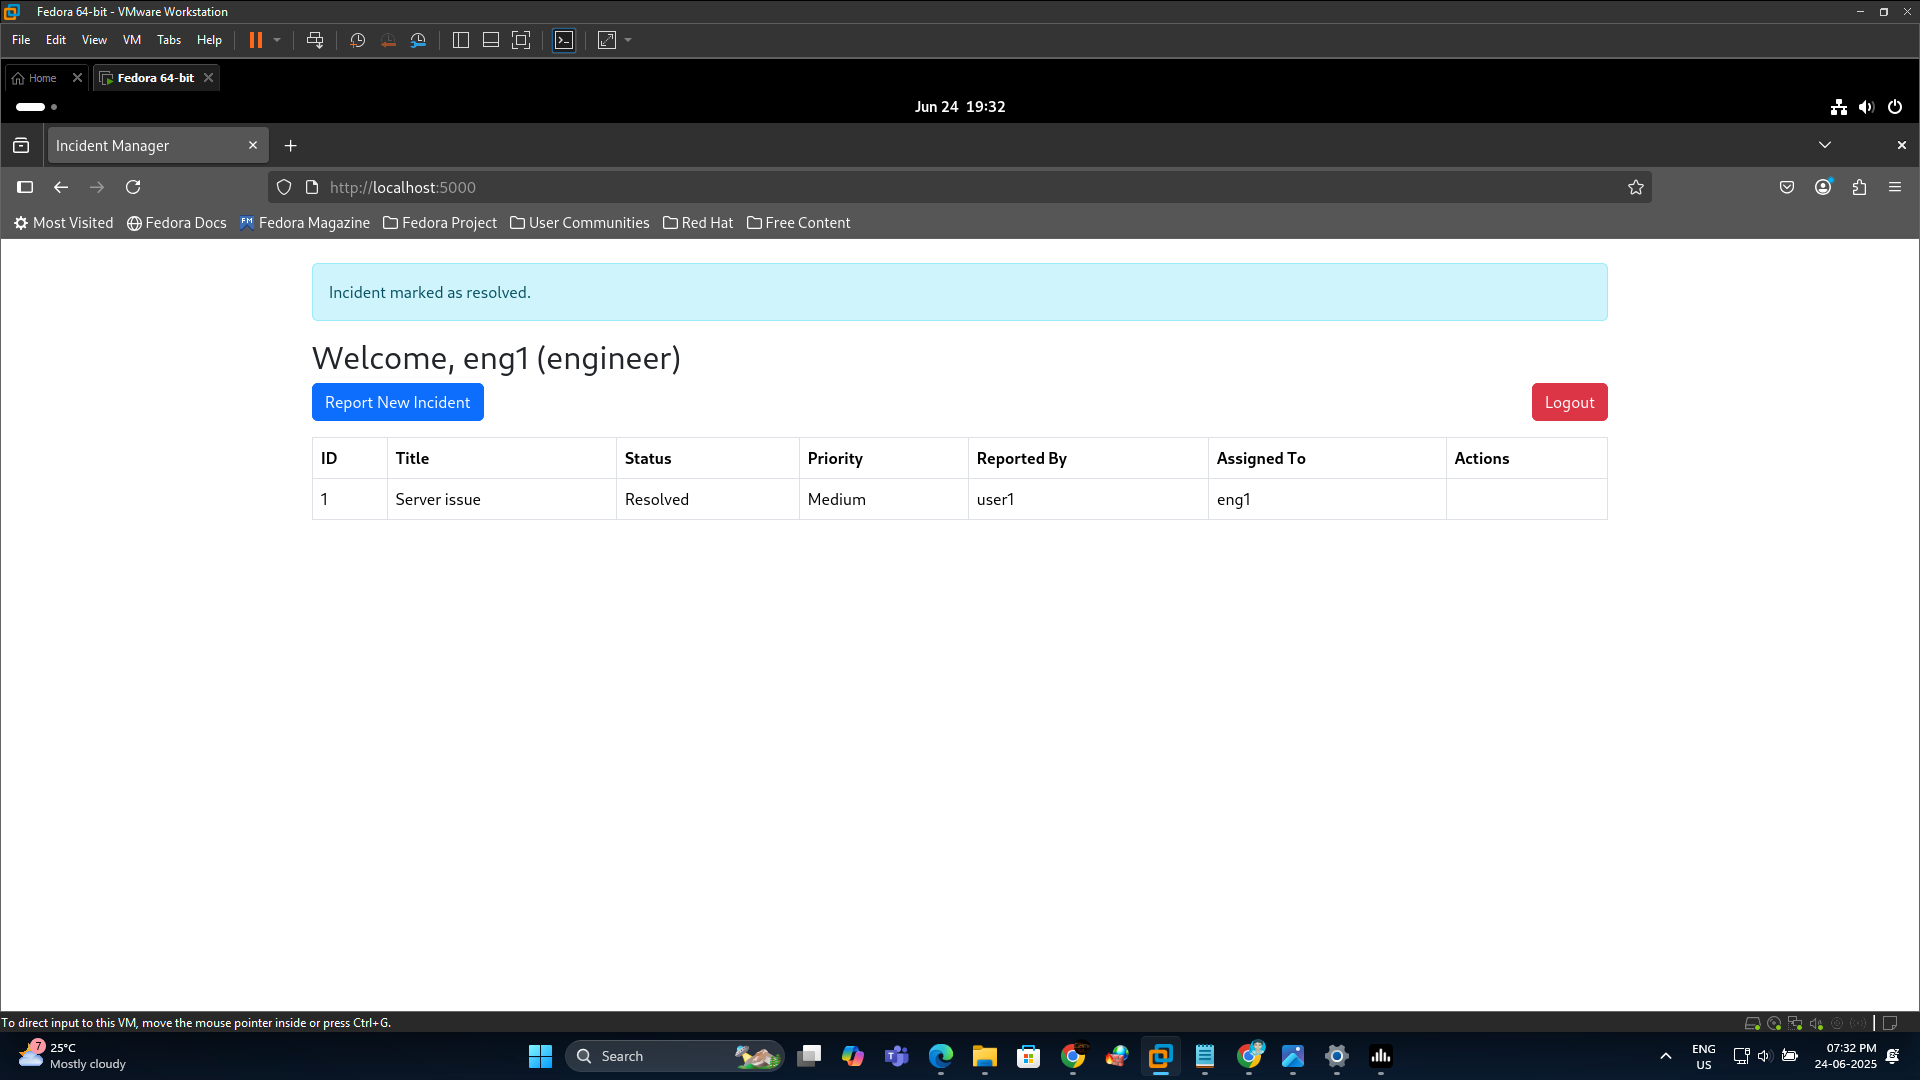 Fedora 64-bit - VMware Workstation
File Edit View VM Tabs Help
Home Fedora 64-bit
Jun 24 19:32
Incident Manager
http://localhost:5000
Most Visited Fedora Docs Fedora Magazine Fedora Project User Communities Red Hat Free Content
Incident marked as resolved.
Welcome, eng1 (engineer)
Report New Incident Logout
ID Title Status Priority Reported By Assigned To Actions
1 Server issue Resolved Medium user1 eng1
To direct input to this VM, move the mouse pointer inside or press Ctrl+G.
7 25°C
Mostly cloudy
Search
ENG
US
07:32 PM
24-06-2025